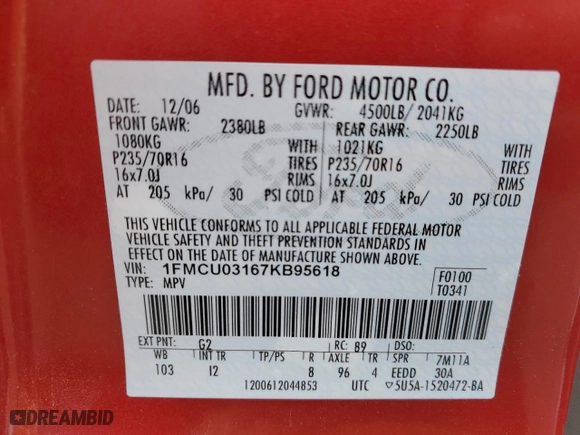 MFD. BY FORD MOTOR CO.
DATE: 12/06 GVWR: 4500LB/ 2041KG
FRONT GAWR: 2380LB REAR GAWR: 2250LB
1080KG WITH 1021KG WITH
P235/70R16 TIRES P235/70R16 TIRES
16x7.0J RIMS 16x7.0J RIMS
AT 205 kPa/ 30 PSI COLD AT 205 kPa/ 30 PSI COLD
THIS VEHICLE CONFORMS TO ALL APPLICABLE FEDERAL MOTOR
VEHICLE SAFETY AND THEFT PREVENTION STANDARDS IN
EFFECT ON THE DATE OF MANUFACTURE SHOWN ABOVE.
VIN: 1FMCU03167KB95618 F0100
TYPE: MPV T0341
EXT PNT: G2 RC: 89 DSO:
WB INT TR TP/PS R AXLE TR SPR 7M11A
103 I2 8 96 4 EEDD 30A
1200612044853 UTC ▽5U5A-1520472-BA
DREAMBID